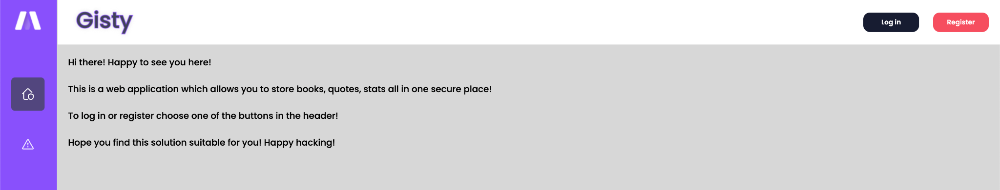 Gisty
Log in
Register
Hi there! Happy to see you here!
This is a web application which allows you to store books, quotes, stats all in one secure place!
To log in or register choose one of the buttons in the header!
Hope you find this solution suitable for you! Happy hacking!